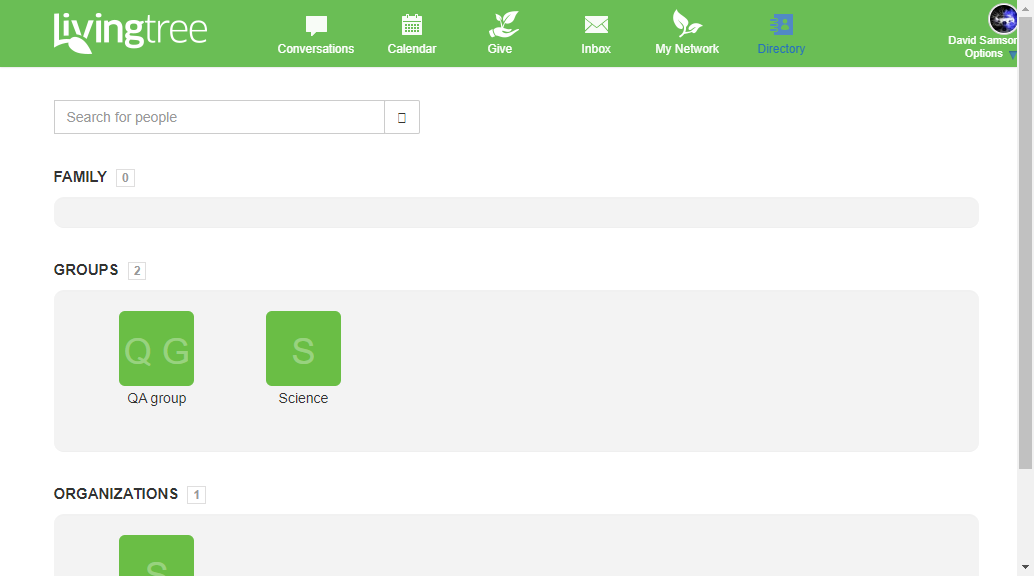 livingtree
Conversations
Calendar
Give
Inbox
My Network
Directory
David Samson
Options
Search for people
FAMILY 0
GROUPS 2
Q G
S
QA group
Science
ORGANIZATIONS 1
S